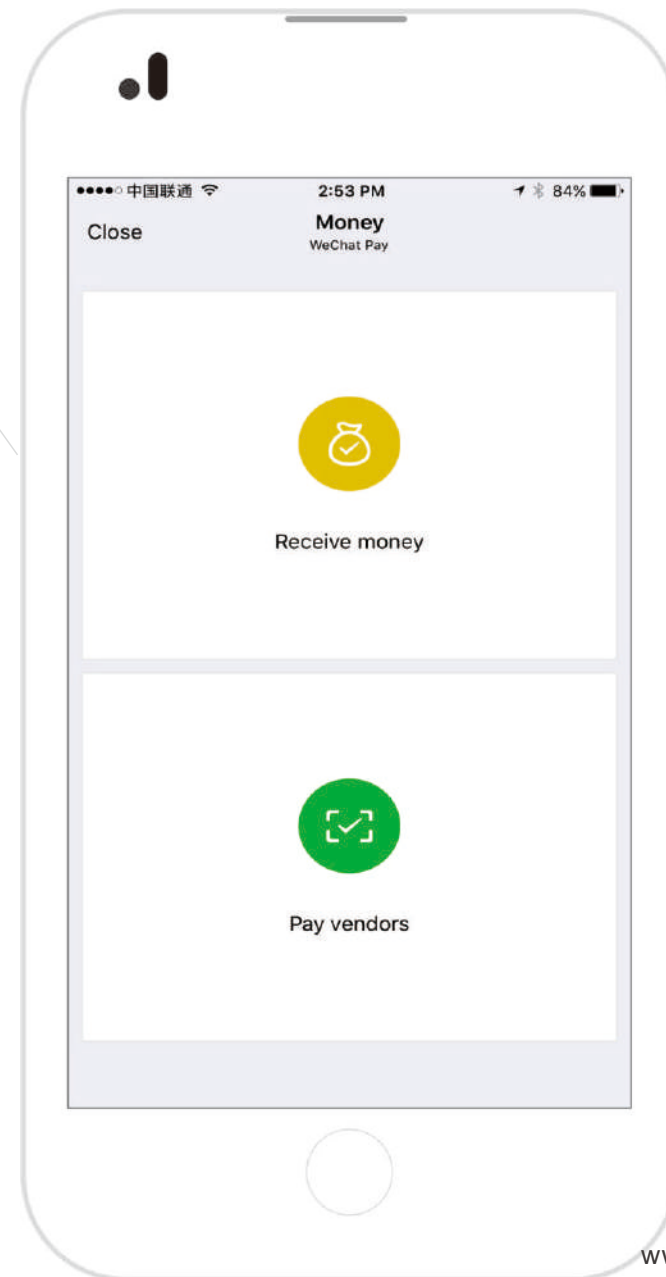 中国联通 2:53 PM 84%
Close Money
WeChat Pay
Receive money
Pay vendors